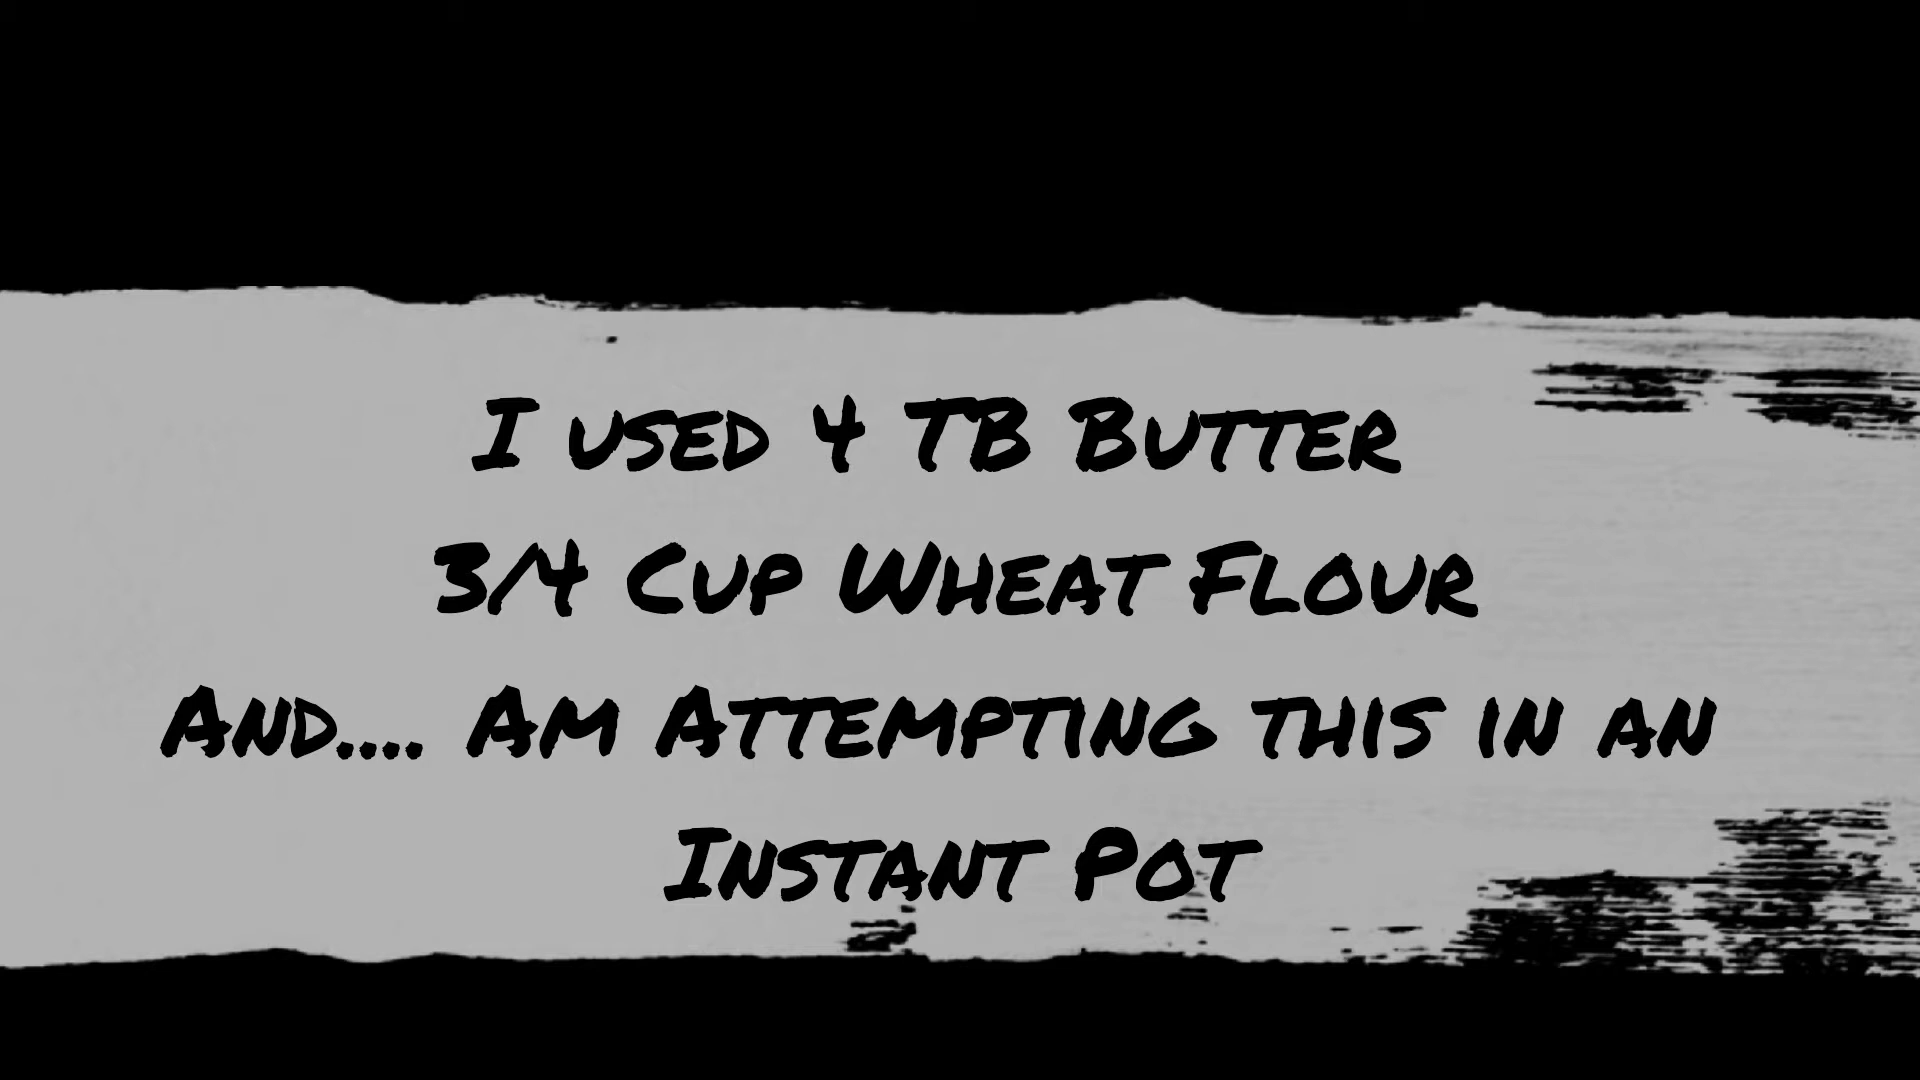 I used 4 TB Butter
3/4 Cup Wheat Flour
And.... Am Attempting this in an
Instant Pot